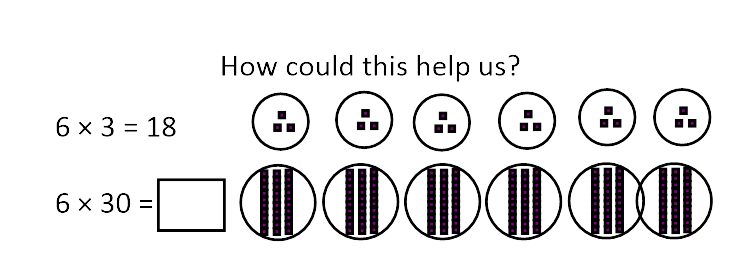 How could this help us?
6 × 3 = 18
6 × 30 =